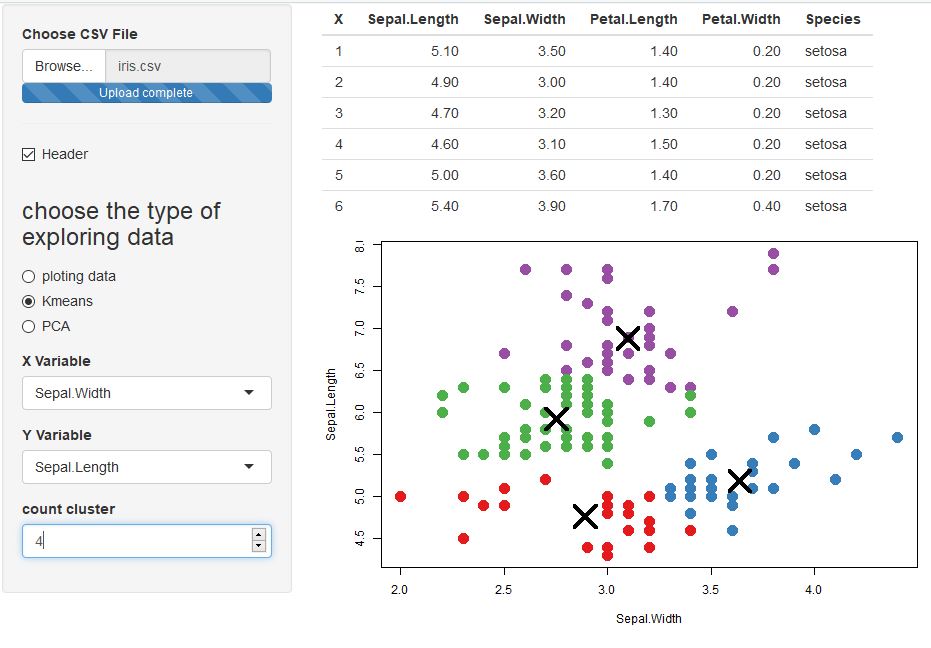 Choose CSV File
Browse...
iris.csv
Upload complete
Header
choose the type of
exploring data
ploting data
Kmeans
PCA
X Variable
Sepal.Width
Y Variable
Sepal.Length
count cluster
4
X Sepal.Length Sepal.Width Petal.Length Petal.Width Species
1 5.10 3.50 1.40 0.20 setosa
2 4.90 3.00 1.40 0.20 setosa
3 4.70 3.20 1.30 0.20 setosa
4 4.60 3.10 1.50 0.20 setosa
5 5.00 3.60 1.40 0.20 setosa
6 5.40 3.90 1.70 0.40 setosa
Sepal.Length
8.0
7.5
7.0
6.5
6.0
5.5
5.0
4.5
2.0 2.5 3.0 3.5 4.0
Sepal.Width